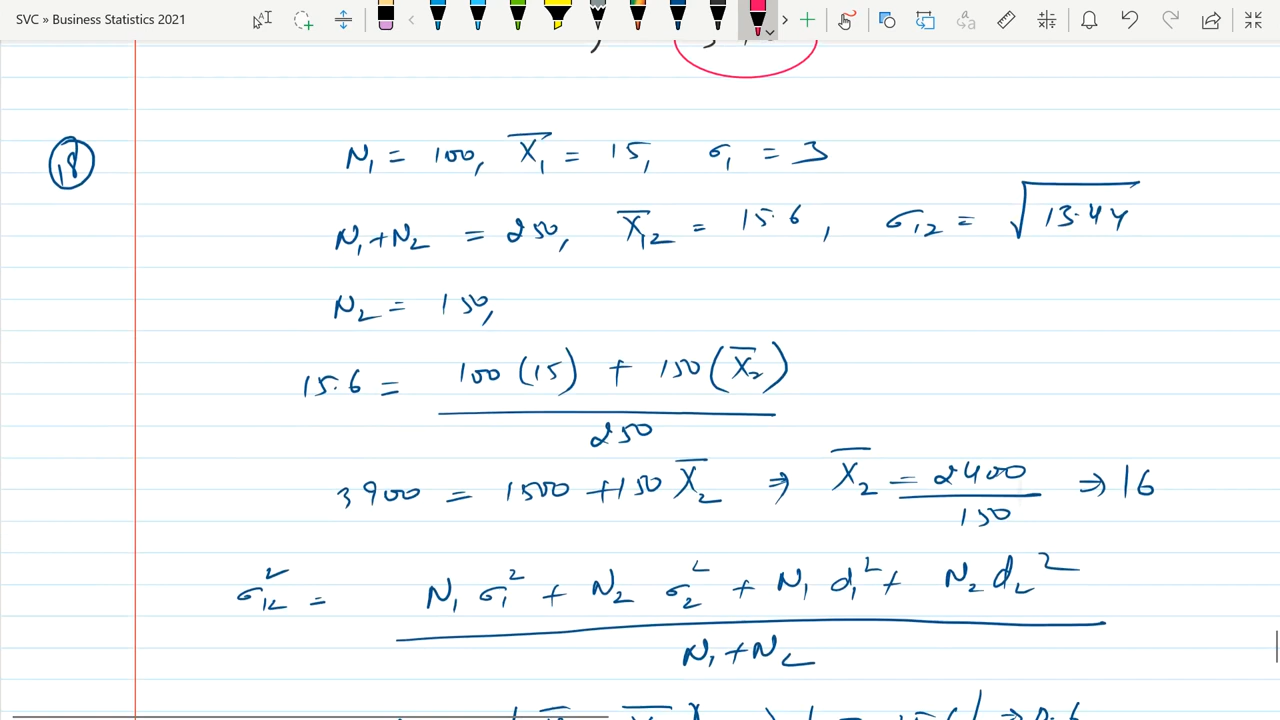 SVC » Business Statistics 2021
18
N₁ = 100, X̅₁ = 15, σ₁ = 3
N₁+N₂ = 250, X̅₁₂ = 15.6, σ₁₂ = √13.44
N₂ = 150,
15.6 = 100 (15) + 150 (X̅₂)
250
3900 = 1500 + 150 X̅₂ ⇒ X̅₂ = 2400 ⇒ 16
150
σ₁₂² = N₁ σ₁² + N₂ σ₂² + N₁ d₁² + N₂ d₂²
N₁ + N₂